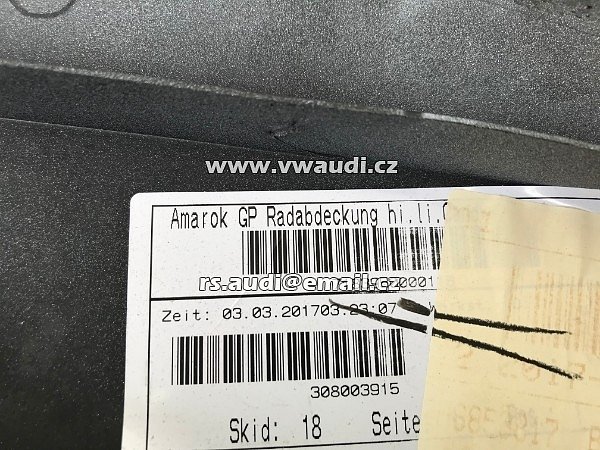 www.vwaudi.cz
Amarok GP Radabdeckung hi.li.
rs.audi@email.cz
Zeit: 03.03.201703:23:07
308003915
Skid: 18 Seite